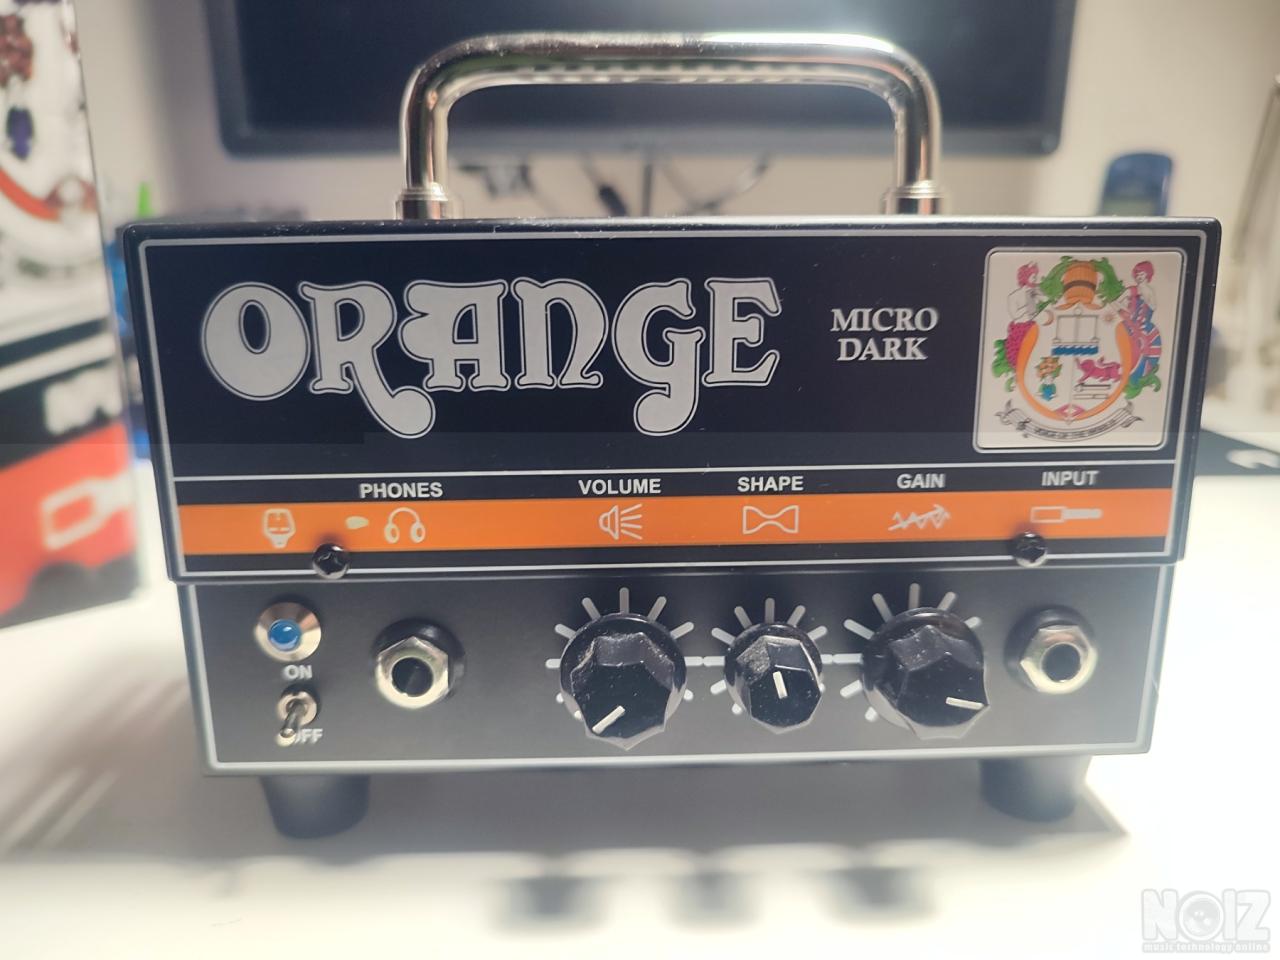 ORANGE
MICRO
DARK
PHONES VOLUME SHAPE GAIN INPUT
ON
OFF
NOIZ
music technology online